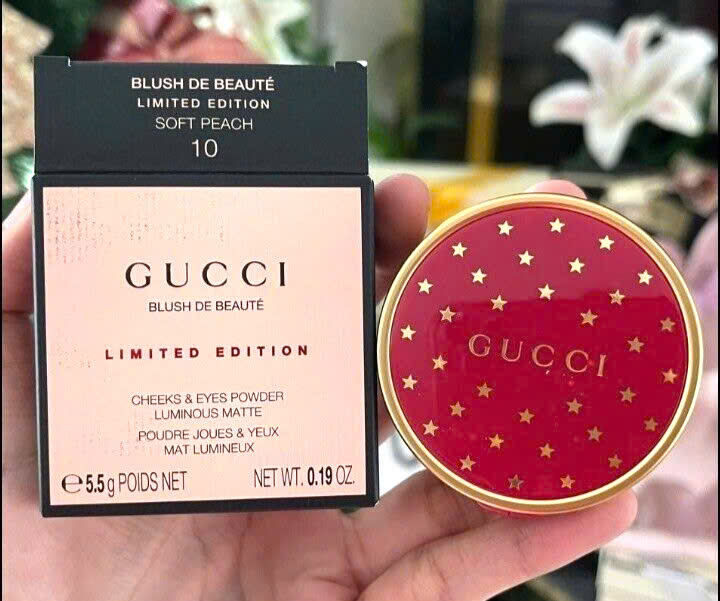 BLUSH DE BEAUTÉ
LIMITED EDITION
SOFT PEACH
10
GUCCI
BLUSH DE BEAUTÉ
LIMITED EDITION
CHEEKS & EYES POWDER
LUMINOUS MATTE
POUDRE JOUES & YEUX
MAT LUMINEUX
℮ 5.5 g POIDS NET NET WT. 0.19 OZ.
GUCCI